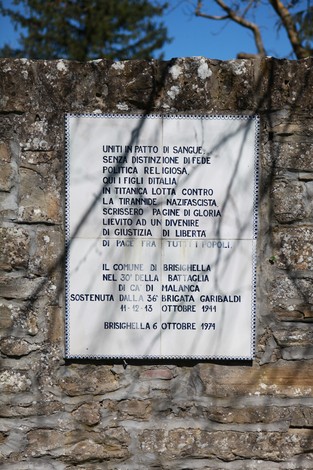 UNITI IN PATTO DI SANGUE,
SENZA DISTINZIONE DI FEDE
POLITICA RELIGIOSA
QUI I FIGLI D'ITALIA
IN TITANICA LOTTA CONTRO
LA TIRANNIDE NAZIFASCISTA
SCRISSERO PAGINE DI GLORIA
LIEVITO AD UN DIVENIRE
DI GIUSTIZIA DI LIBERTA
DI PACE FRA TUTTI I POPOLI.
IL COMUNE DI BRISIGHELLA
NEL 30° DELLA BATTAGLIA
DI CA' DI MALANCA
SOSTENUTA DALLA 36° BRIGATA GARIBALDI
11-12-13 OTTOBRE 1944
BRISIGHELLA 6 OTTOBRE 1974